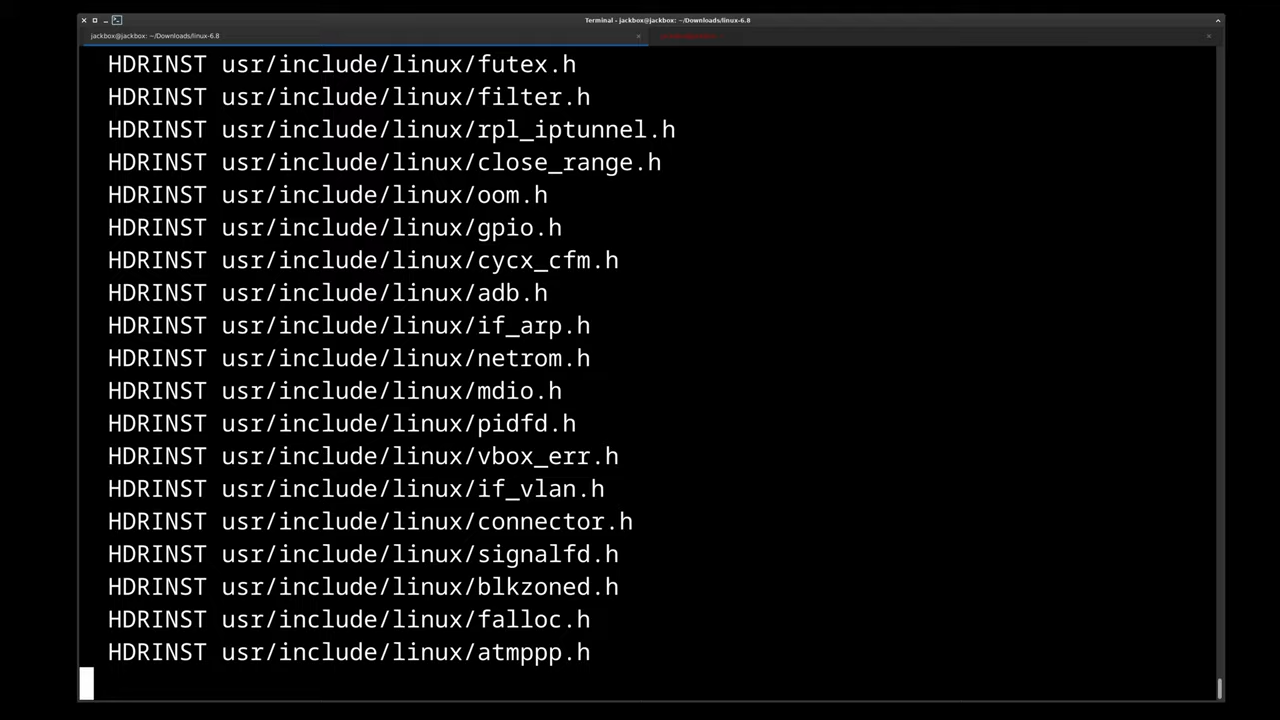 Terminal - jackbox@jackbox: ~/Downloads/linux-6.8
jackbox@jackbox: ~/Downloads/linux-6.8
HDRINST usr/include/linux/futex.h
HDRINST usr/include/linux/filter.h
HDRINST usr/include/linux/rpl_iptunnel.h
HDRINST usr/include/linux/close_range.h
HDRINST usr/include/linux/oom.h
HDRINST usr/include/linux/gpio.h
HDRINST usr/include/linux/cycx_cfm.h
HDRINST usr/include/linux/adb.h
HDRINST usr/include/linux/if_arp.h
HDRINST usr/include/linux/netrom.h
HDRINST usr/include/linux/mdio.h
HDRINST usr/include/linux/pidfd.h
HDRINST usr/include/linux/vbox_err.h
HDRINST usr/include/linux/if_vlan.h
HDRINST usr/include/linux/connector.h
HDRINST usr/include/linux/signalfd.h
HDRINST usr/include/linux/blkzoned.h
HDRINST usr/include/linux/falloc.h
HDRINST usr/include/linux/atmppp.h